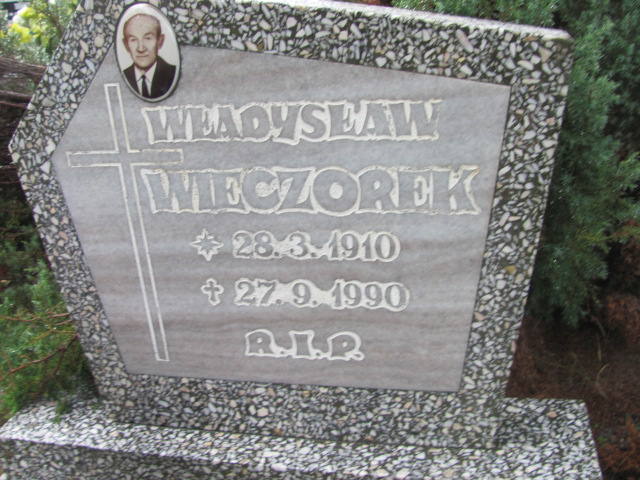 WŁADYSŁAW
WIECZOREK
28.3.1910
27.9.1990
R.I.P.